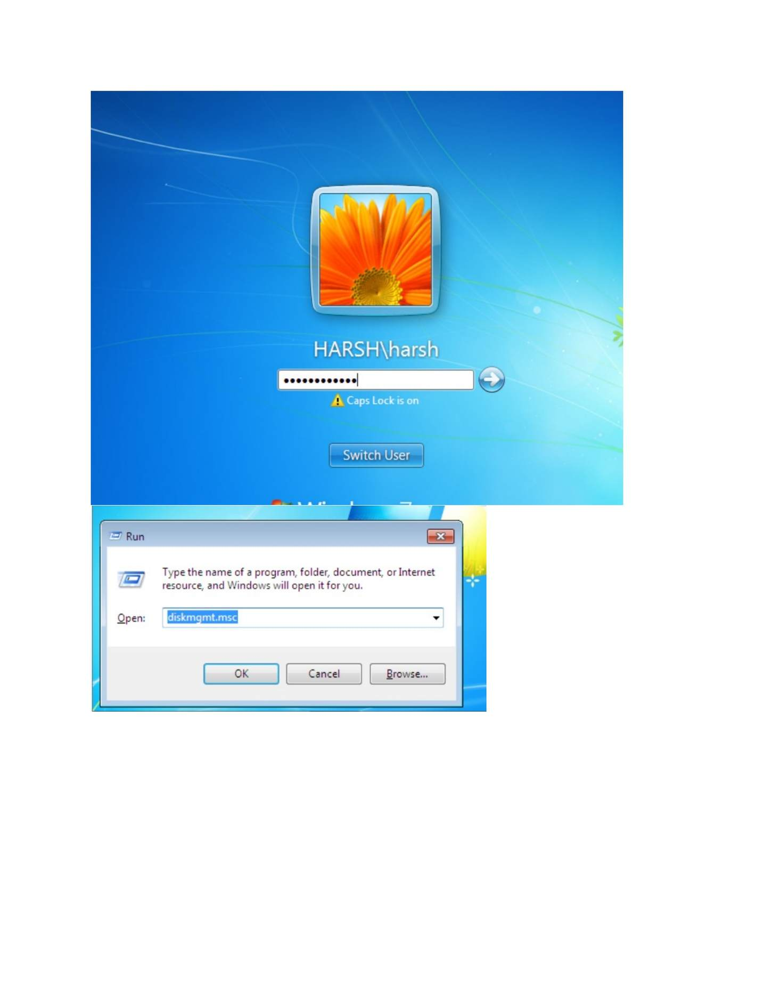 HARSH\harsh
••••••••••••
Caps Lock is on
Switch User
Run
Type the name of a program, folder, document, or Internet
resource, and Windows will open it for you.
Open: diskmgmt.msc
OK Cancel Browse...